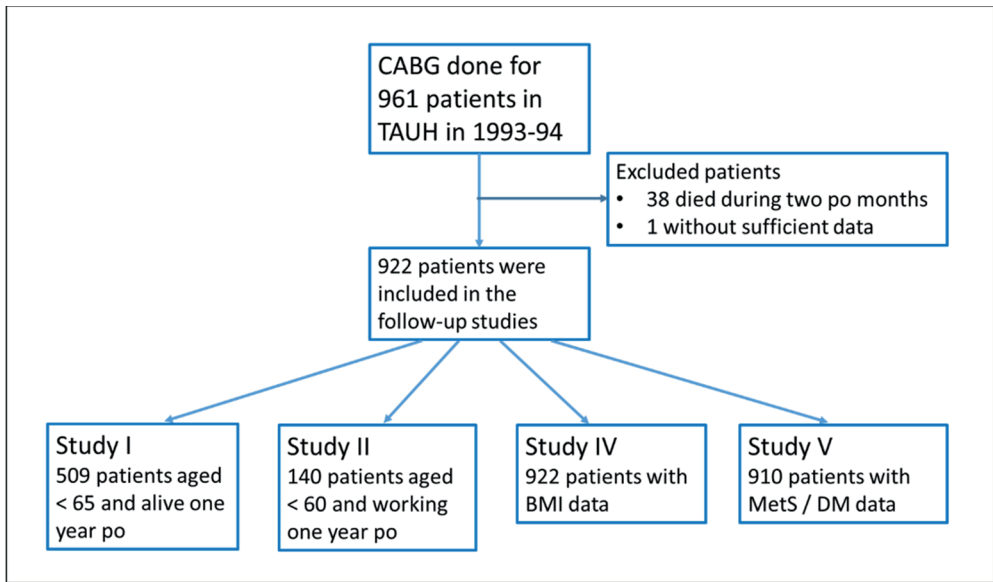 CABG done for
961 patients in
TAUH in 1993-94
Excluded patients
• 38 died during two po months
• 1 without sufficient data
922 patients were
included in the
follow-up studies
Study I
509 patients aged
< 65 and alive one
year po
Study II
140 patients aged
< 60 and working
one year po
Study IV
922 patients with
BMI data
Study V
910 patients with
MetS / DM data